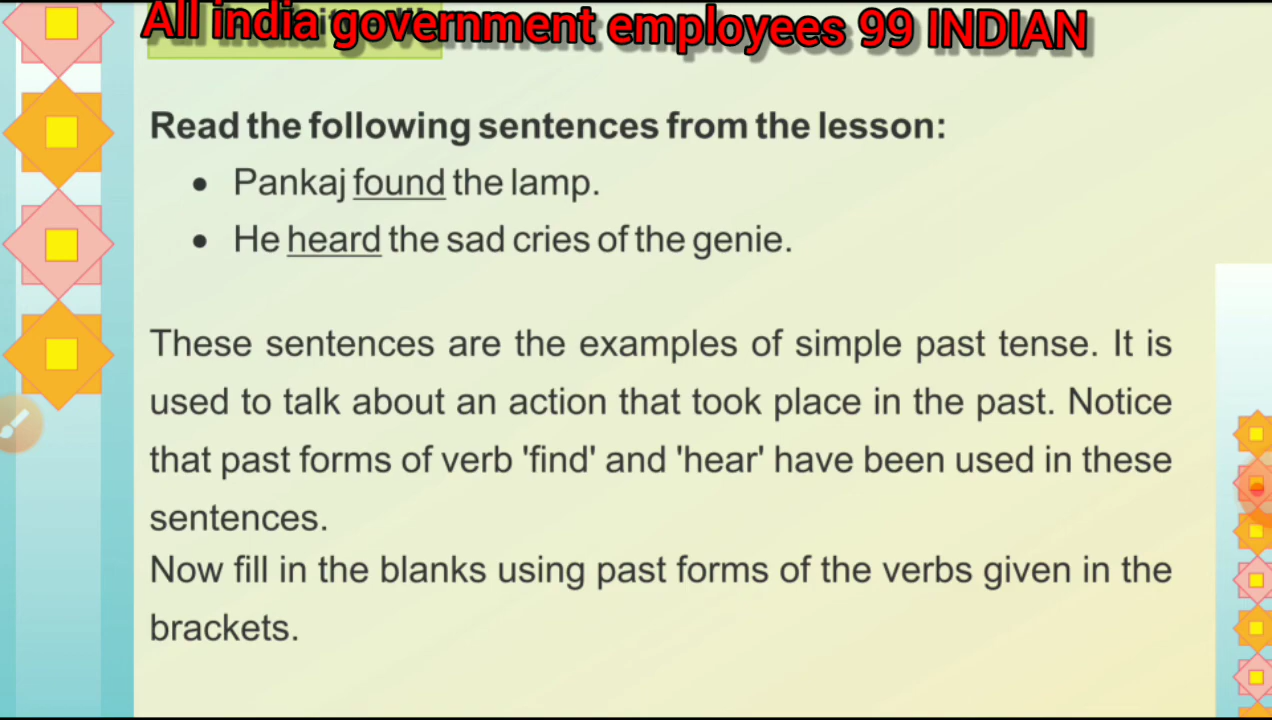 All india government employees 99 INDIAN
Read the following sentences from the lesson:
• Pankaj found the lamp.
• He heard the sad cries of the genie.
These sentences are the examples of simple past tense. It is
used to talk about an action that took place in the past. Notice
that past forms of verb 'find' and 'hear' have been used in these
sentences.
Now fill in the blanks using past forms of the verbs given in the
brackets.